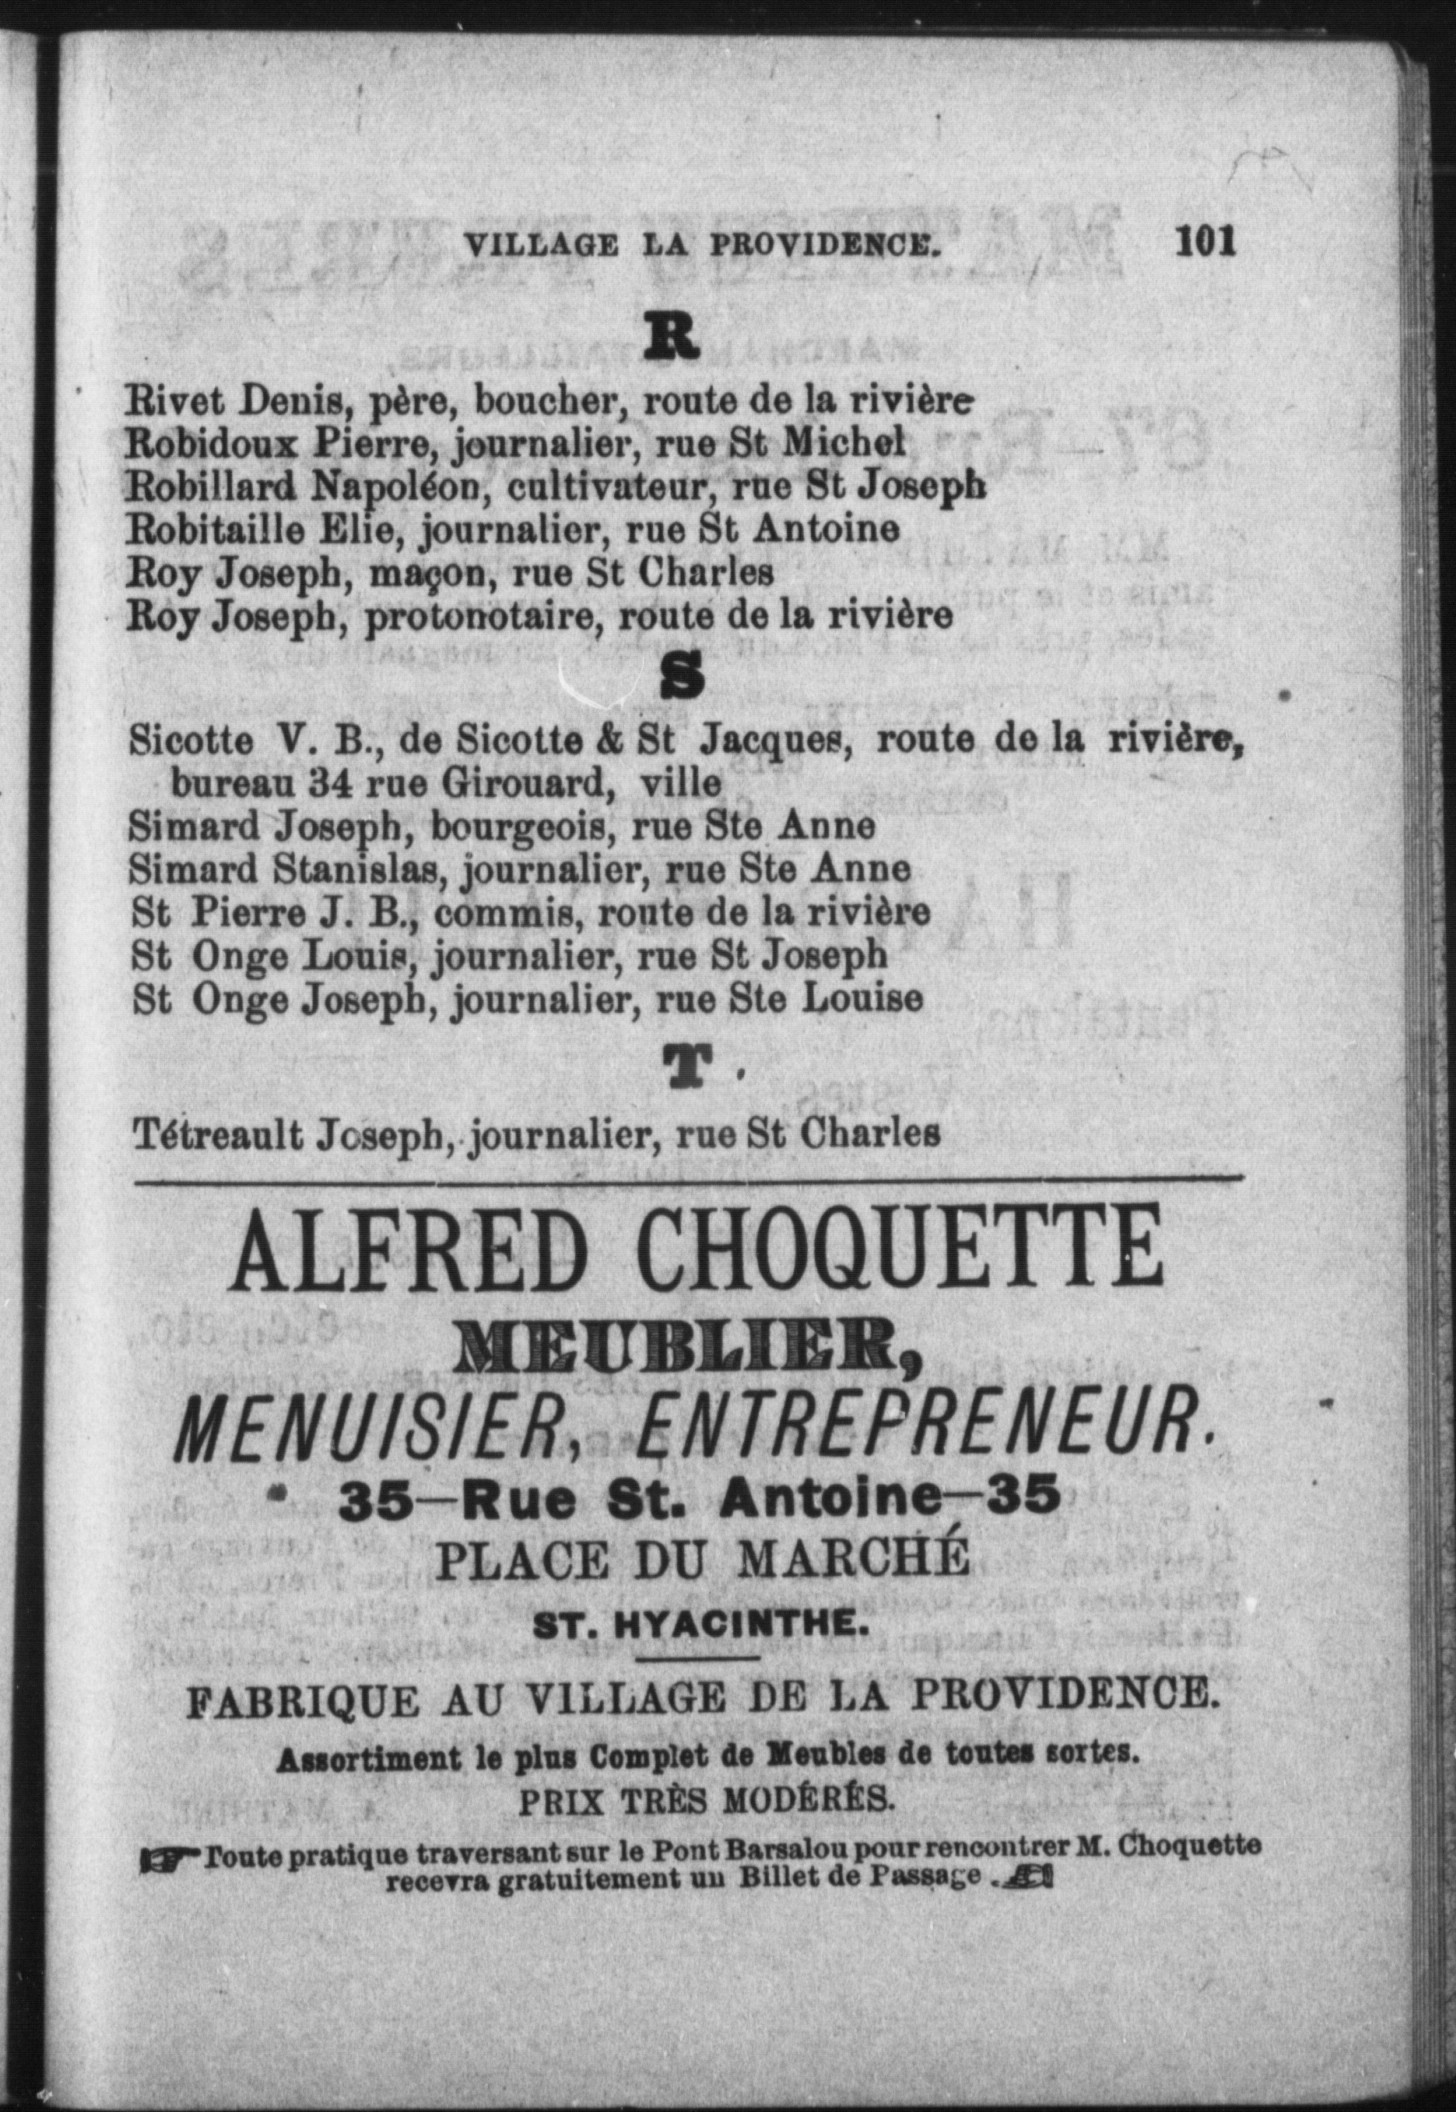 VILLAGE LA PROVIDENCE. 101
R
Rivet Denis, père, boucher, route de la rivière
Robidoux Pierre, journalier, rue St Michel
Robillard Napoléon, cultivateur, rue St Joseph
Robitaille Elie, journalier, rue St Antoine
Roy Joseph, maçon, rue St Charles
Roy Joseph, protonotaire, route de la rivière
S
Sicotte V. B., de Sicotte & St Jacques, route de la rivière,
bureau 34 rue Girouard, ville
Simard Joseph, bourgeois, rue Ste Anne
Simard Stanislas, journalier, rue Ste Anne
St Pierre J. B., commis, route de la rivière
St Onge Louis, journalier, rue St Joseph
St Onge Joseph, journalier, rue Ste Louise
T
Tétreault Joseph, journalier, rue St Charles
ALFRED CHOQUETTE
MEUBLIER,
MENUISIER, ENTREPRENEUR.
35—Rue St. Antoine—35
PLACE DU MARCHÉ
ST. HYACINTHE.
FABRIQUE AU VILLAGE DE LA PROVIDENCE.
Assortiment le plus Complet de Meubles de toutes sortes.
PRIX TRÈS MODÉRÉS.
☞ Toute pratique traversant sur le Pont Barsalou pour rencontrer M. Choquette
recevra gratuitement un Billet de Passage. ☜